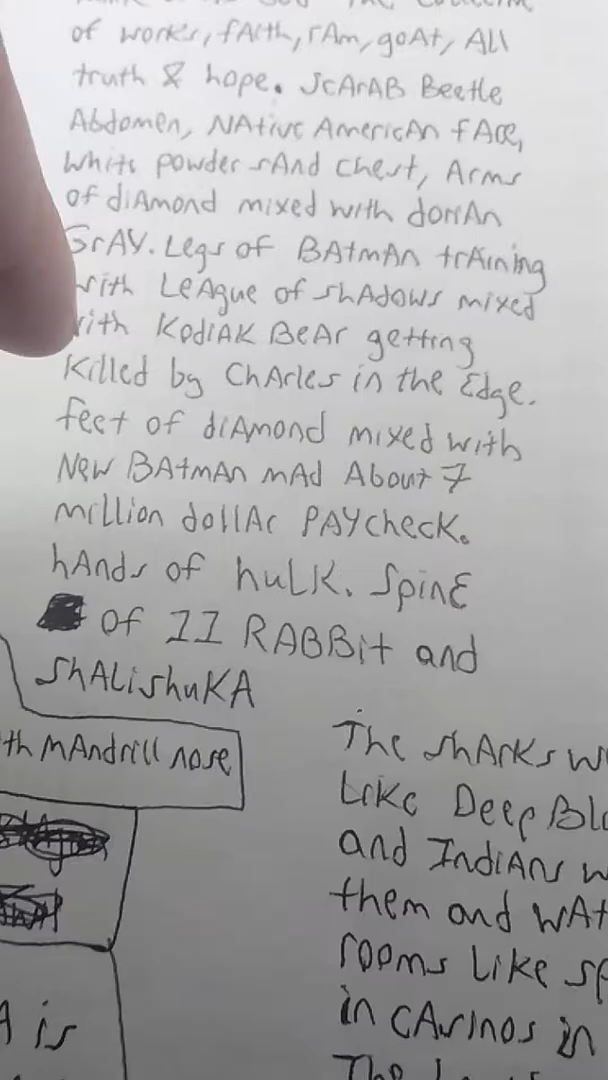 of works, fAith, rAm, goAt, All
truth & hope. ScArAB Beetle
Abdomen, NAtive AmericAn fAce,
White powder sAnd chest, Arms
of diAmond mixed with doriAn
GrAY. Legs of BAtmAn trAining
with LeAgue of shAdows mixed
with KodiAK BeAr getting
killed by ChArles in the Edge.
feet of diAmond mixed with
New BAtmAn mAd About 7
million dollAr PAYcheck.
hAnds of huLK. Spine
of II RABBit and
ShALiShuKA
mAndrill nose
The shArks
Like Deep
and IndiAns
them and
rooms like
in cAsinos in
is